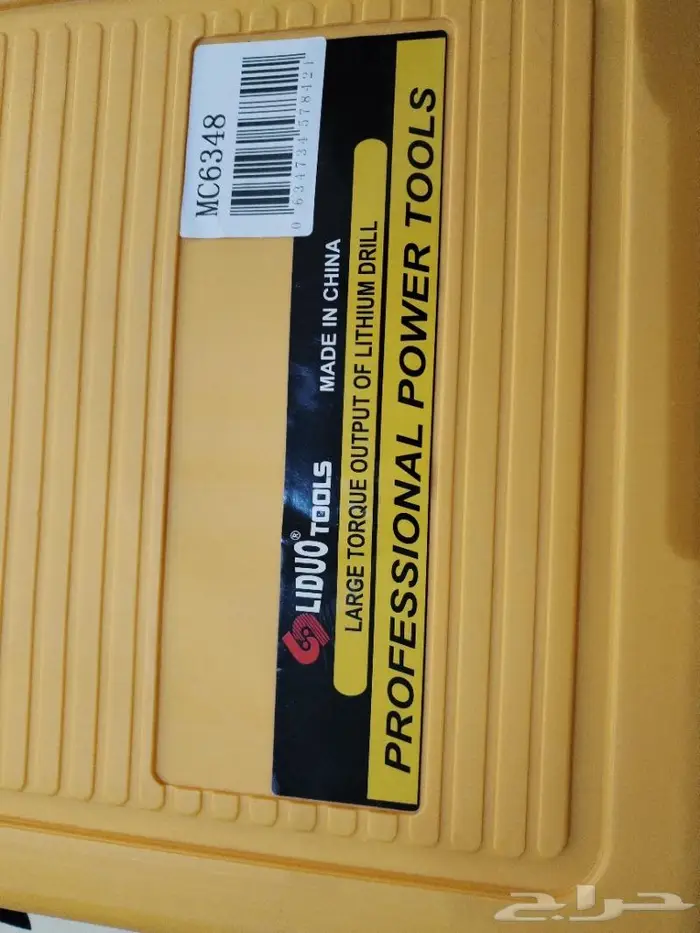 MC6348
0 634734 578421
LIDUO® TOOLS MADE IN CHINA
LARGE TORQUE OUTPUT OF LITHIUM DRILL
PROFESSIONAL POWER TOOLS
حراج